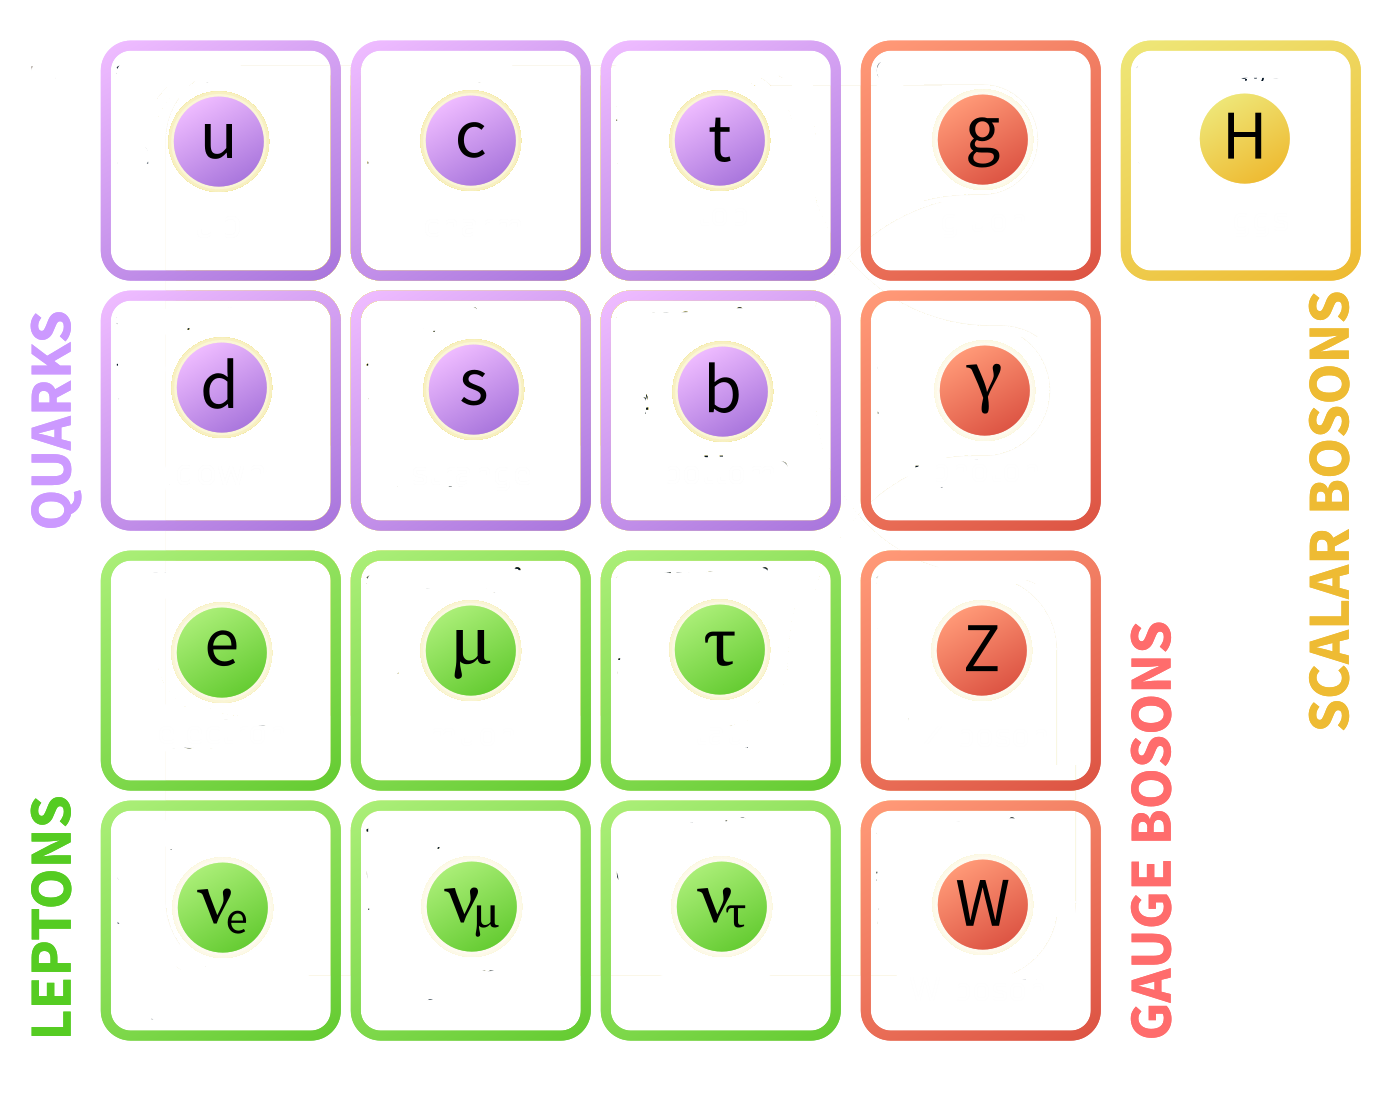 u
c
t
g
H
d
s
b
γ
e
μ
τ
Z
νe
νμ
ντ
W
QUARKS
LEPTONS
GAUGE BOSONS
SCALAR BOSONS